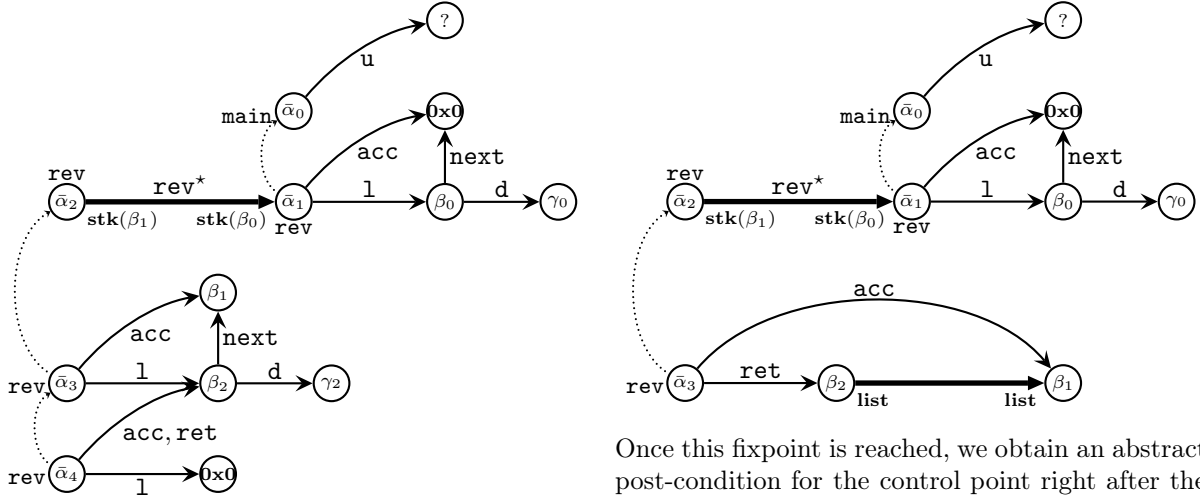 ?
u
main ᾱ₀ 0x0
acc next
rev
ᾱ₂ rev⋆ ᾱ₁ l β₀ d γ₀
stk(β₁) stk(β₀)
rev
β₁
acc next
rev ᾱ₃ l β₂ d γ₂
acc, ret
rev ᾱ₄ l 0x0
?
u
main ᾱ₀ 0x0
acc next
rev
ᾱ₂ rev⋆ ᾱ₁ l β₀ d γ₀
stk(β₁) stk(β₀)
rev
acc
rev ᾱ₃ ret β₂ β₁
list list
Once this fixpoint is reached, we obtain an abstract
post-condition for the control point right after the